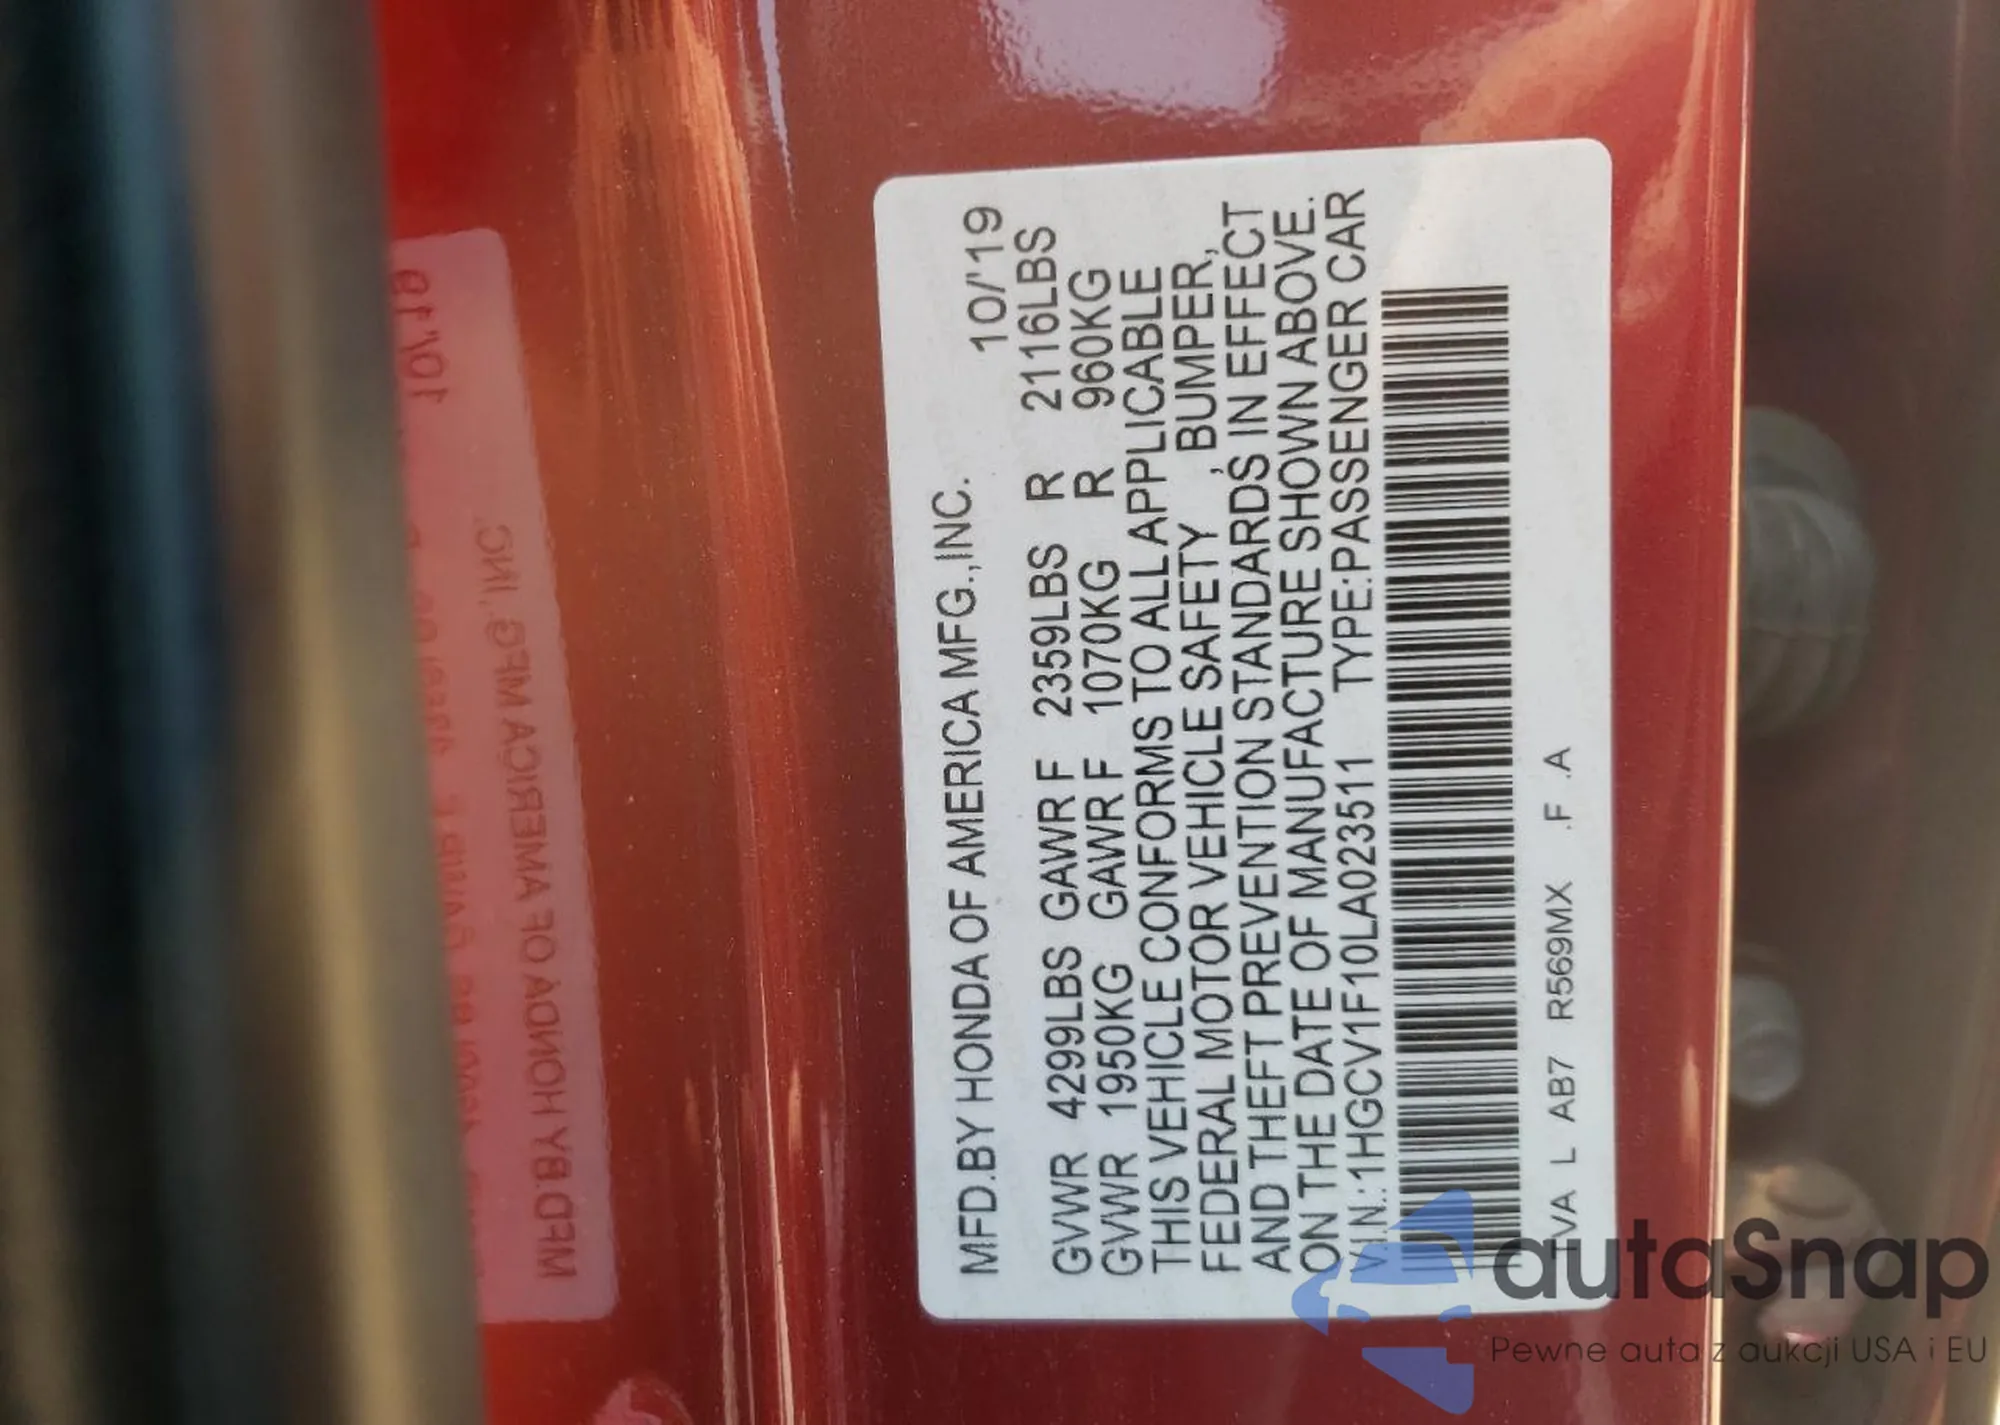 MFD.BY HONDA OF AMERICA MFG.,INC. 10/'19
GVWR 4299LBS GAWR F 2359LBS R 2116LBS
GVWR 1950KG GAWR F 1070KG R 960KG
THIS VEHICLE CONFORMS TO ALL APPLICABLE
FEDERAL MOTOR VEHICLE SAFETY , BUMPER,
AND THEFT PREVENTION STANDARDS IN EFFECT
ON THE DATE OF MANUFACTURE SHOWN ABOVE.
V.I.N.:1HGCV1F10LA023511 TYPE:PASSENGER CAR
TVA L AB7 R569MX .F .A
autaSnap
Pewne auta z aukcji USA i EU